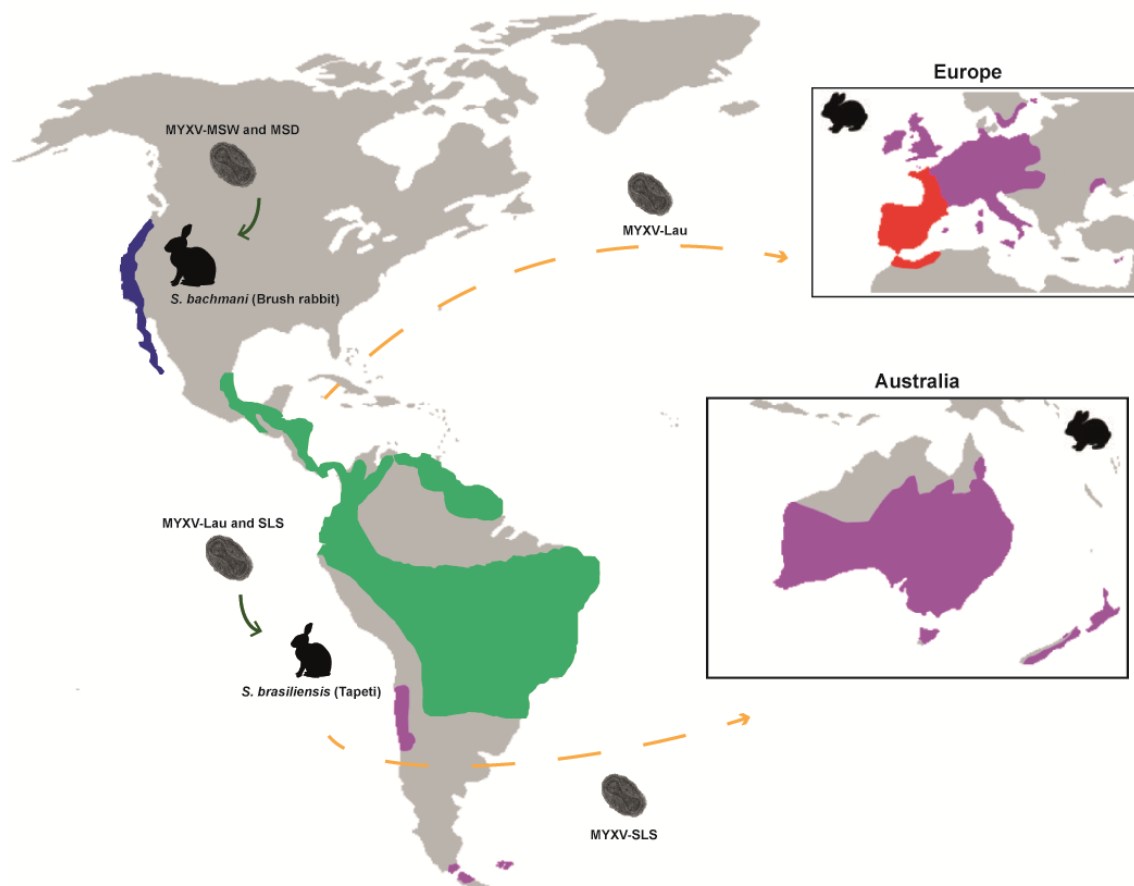 Europe
MYXV-MSW and MSD
MYXV-Lau
S. bachmani (Brush rabbit)
Australia
MYXV-Lau and SLS
S. brasiliensis (Tapeti)
MYXV-SLS